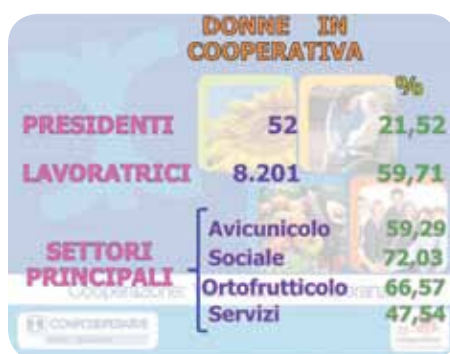 DONNE IN
COOPERATIVA
%
PRESIDENTI 52 21,52
LAVORATRICI 8.201 59,71
SETTORI
PRINCIPALI
Avicunicolo 59,29
Sociale 72,03
Ortofrutticolo 66,57
Servizi 47,54
Cooperazione:
CONFCOOPERATIVE